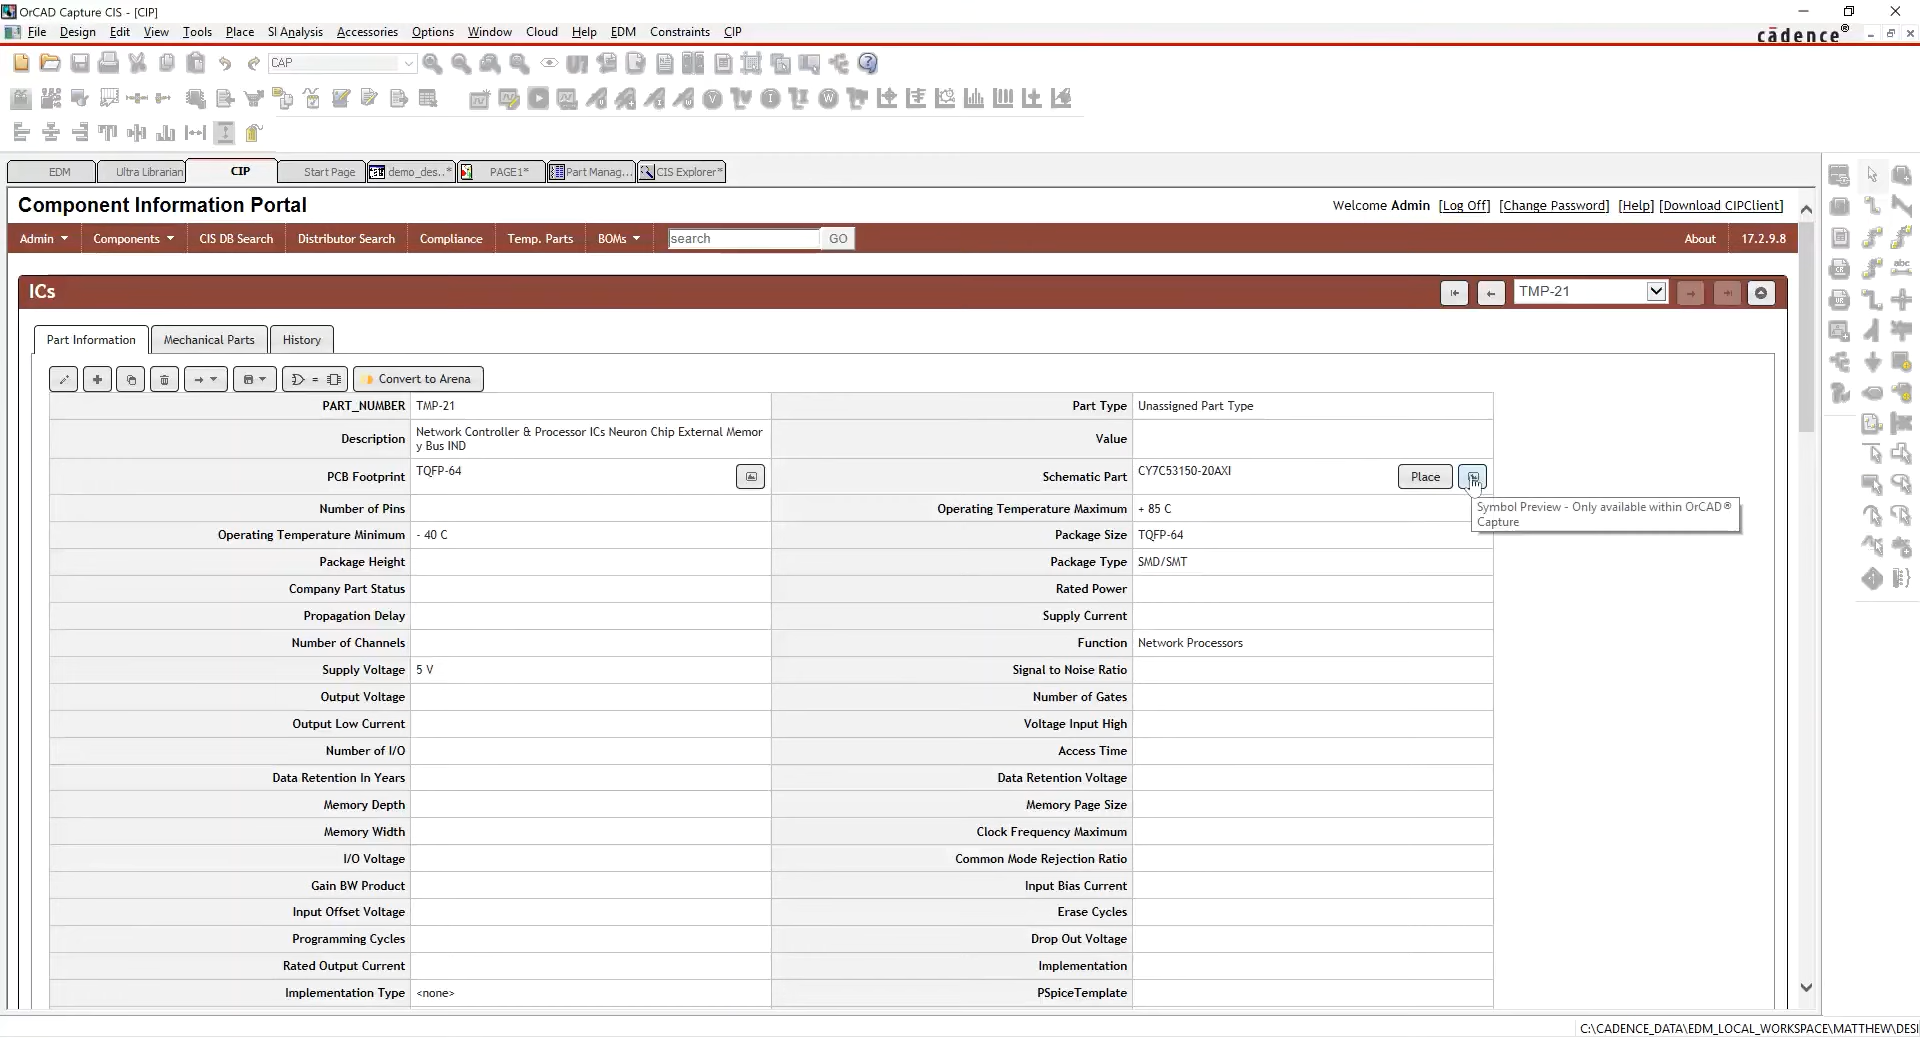 OrCAD Capture CIS - [CIP]
File Design Edit View Tools Place SI Analysis Accessories Options Window Cloud Help EDM Constraints CIP
cādence®
CAP
EDM Ultra Librarian CIP Start Page demo_des..* PAGE1* Part Manag... CIS Explorer*
Component Information Portal
Welcome Admin [Log Off] [Change Password] [Help] [Download CIPClient]
Admin Components CIS DB Search Distributor Search Compliance Temp. Parts BOMs search GO About 17.2.9.8
ICs TMP-21
Part Information Mechanical Parts History
Convert to Arena
PART_NUMBER TMP-21 Part Type Unassigned Part Type
Description Network Controller & Processor ICs Neuron Chip External Memor
y Bus IND Value
PCB Footprint TQFP-64 Schematic Part CY7C53150-20AXI Place
Symbol Preview - Only available within OrCAD®
Capture
Number of Pins Operating Temperature Maximum + 85 C
Operating Temperature Minimum - 40 C Package Size TQFP-64
Package Height Package Type SMD/SMT
Company Part Status Rated Power
Propagation Delay Supply Current
Number of Channels Function Network Processors
Supply Voltage 5 V Signal to Noise Ratio
Output Voltage Number of Gates
Output Low Current Voltage Input High
Number of I/O Access Time
Data Retention In Years Data Retention Voltage
Memory Depth Memory Page Size
Memory Width Clock Frequency Maximum
I/O Voltage Common Mode Rejection Ratio
Gain BW Product Input Bias Current
Input Offset Voltage Erase Cycles
Programming Cycles Drop Out Voltage
Rated Output Current Implementation
Implementation Type <none> PSpiceTemplate
C:\CADENCE_DATA\EDM_LOCAL_WORKSPACE\MATTHEW\DESI